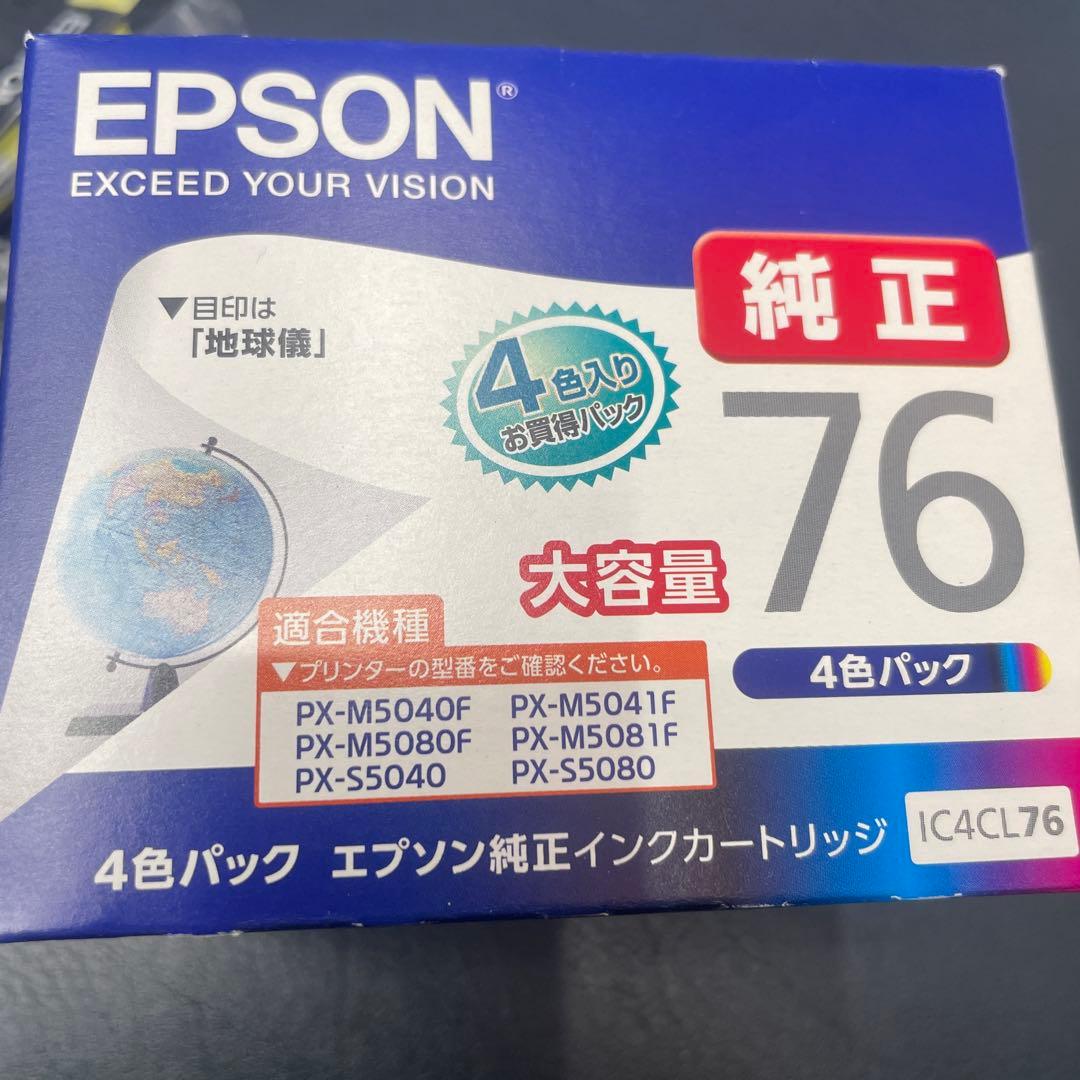 EPSON®
EXCEED YOUR VISION
純正
▼目印は
「地球儀」
4色入り
お買得パック
76
大容量
4色パック
適合機種
▼プリンターの型番をご確認ください。
PX-M5040F PX-M5041F
PX-M5080F PX-M5081F
PX-S5040 PX-S5080
4色パック エプソン純正インクカートリッジ
IC4CL76